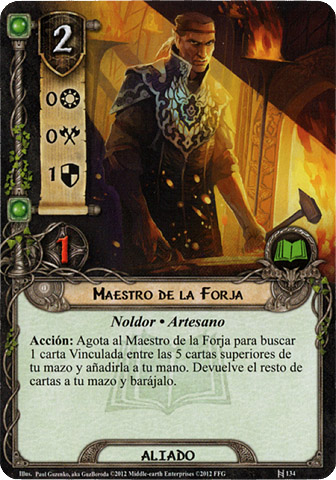 2
0
0
1
1
Maestro de la Forja
Noldor • Artesano
Acción: Agota al Maestro de la Forja para buscar
1 carta Vinculada entre las 5 cartas superiores de
tu mazo y añadirla a tu mano. Devuelve el resto de
cartas a tu mazo y barájalo.
ALIADO
Illus. Paul Guzenko, aka GuzBoroda ©2012 Middle-earth Enterprises ©2012 FFG 134